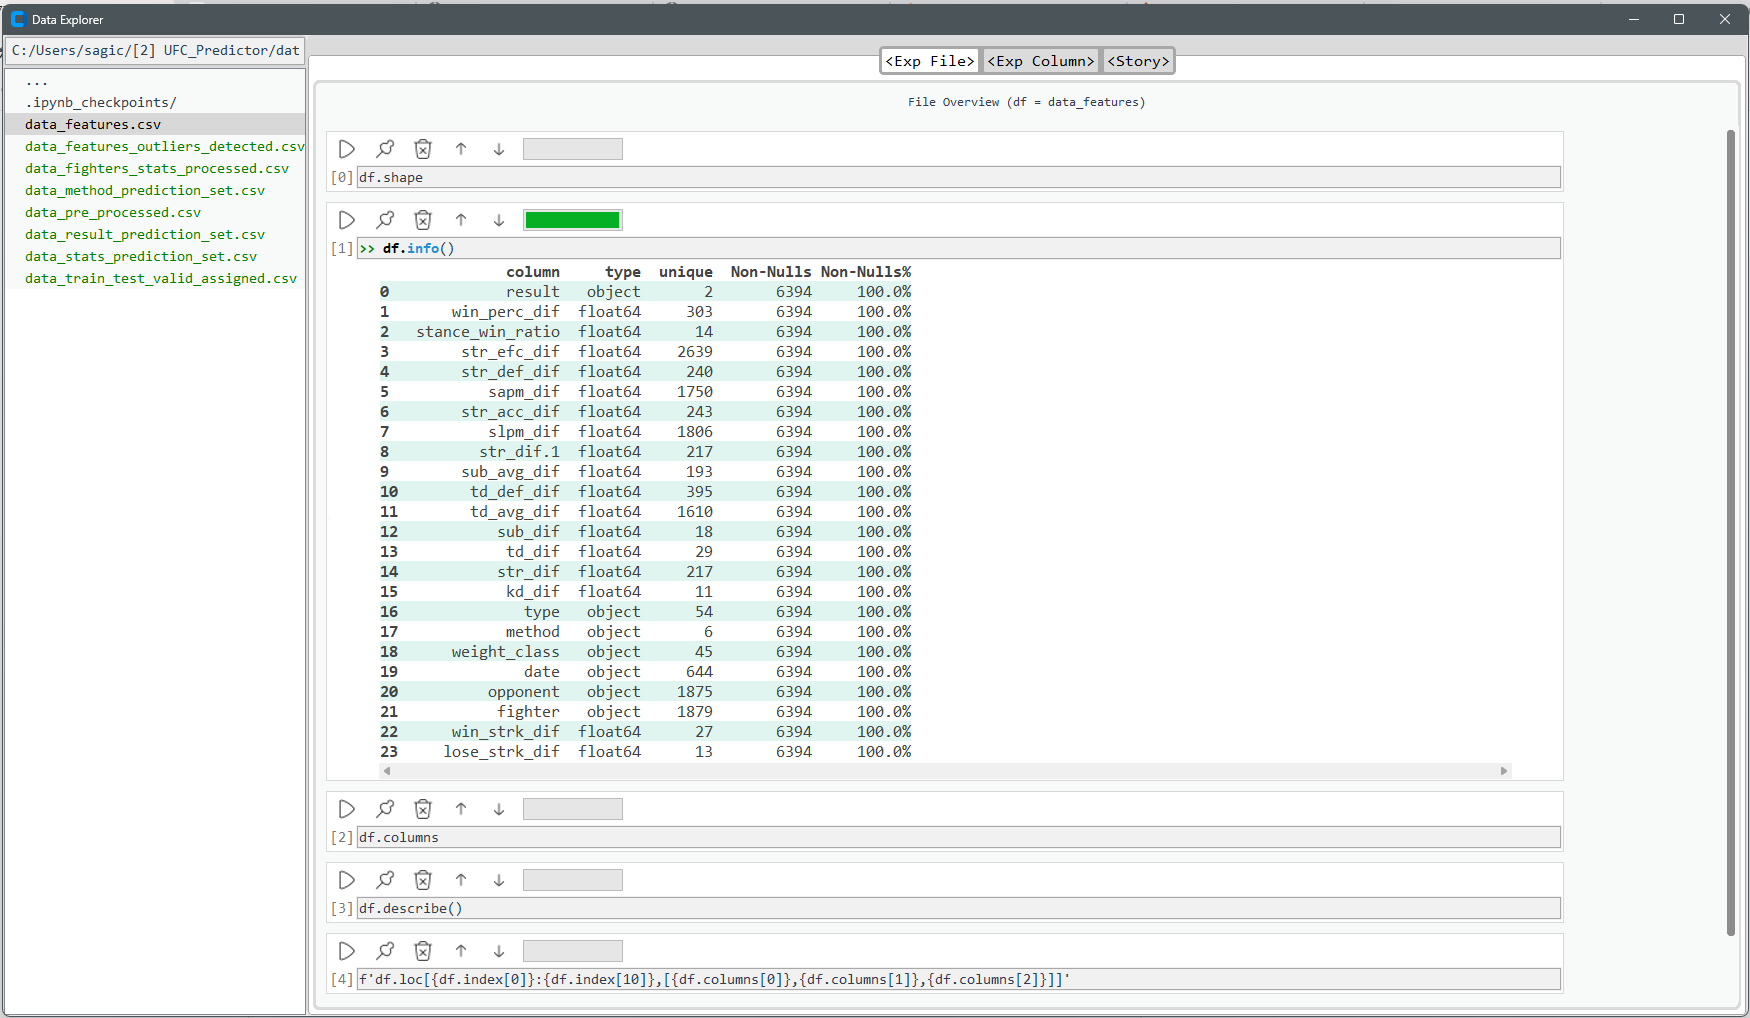 Data Explorer
C:/Users/sagic/[2] UFC_Predictor/dat
<Exp File> <Exp Column> <Story>
...
.ipynb_checkpoints/
data_features.csv
data_features_outliers_detected.csv
data_fighters_stats_processed.csv
data_method_prediction_set.csv
data_pre_processed.csv
data_result_prediction_set.csv
data_stats_prediction_set.csv
data_train_test_valid_assigned.csv
File Overview (df = data_features)
[0] df.shape
[1] >> df.info()
column type unique Non-Nulls Non-Nulls%
0 result object 2 6394 100.0%
1 win_perc_dif float64 303 6394 100.0%
2 stance_win_ratio float64 14 6394 100.0%
3 str_efc_dif float64 2639 6394 100.0%
4 str_def_dif float64 240 6394 100.0%
5 sapm_dif float64 1750 6394 100.0%
6 str_acc_dif float64 243 6394 100.0%
7 slpm_dif float64 1806 6394 100.0%
8 str_dif.1 float64 217 6394 100.0%
9 sub_avg_dif float64 193 6394 100.0%
10 td_def_dif float64 395 6394 100.0%
11 td_avg_dif float64 1610 6394 100.0%
12 sub_dif float64 18 6394 100.0%
13 td_dif float64 29 6394 100.0%
14 str_dif float64 217 6394 100.0%
15 kd_dif float64 11 6394 100.0%
16 type object 54 6394 100.0%
17 method object 6 6394 100.0%
18 weight_class object 45 6394 100.0%
19 date object 644 6394 100.0%
20 opponent object 1875 6394 100.0%
21 fighter object 1879 6394 100.0%
22 win_strk_dif float64 27 6394 100.0%
23 lose_strk_dif float64 13 6394 100.0%
[2] df.columns
[3] df.describe()
[4] f'df.loc[{df.index[0]}:{df.index[10]},[{df.columns[0]},{df.columns[1]},{df.columns[2]}]]'